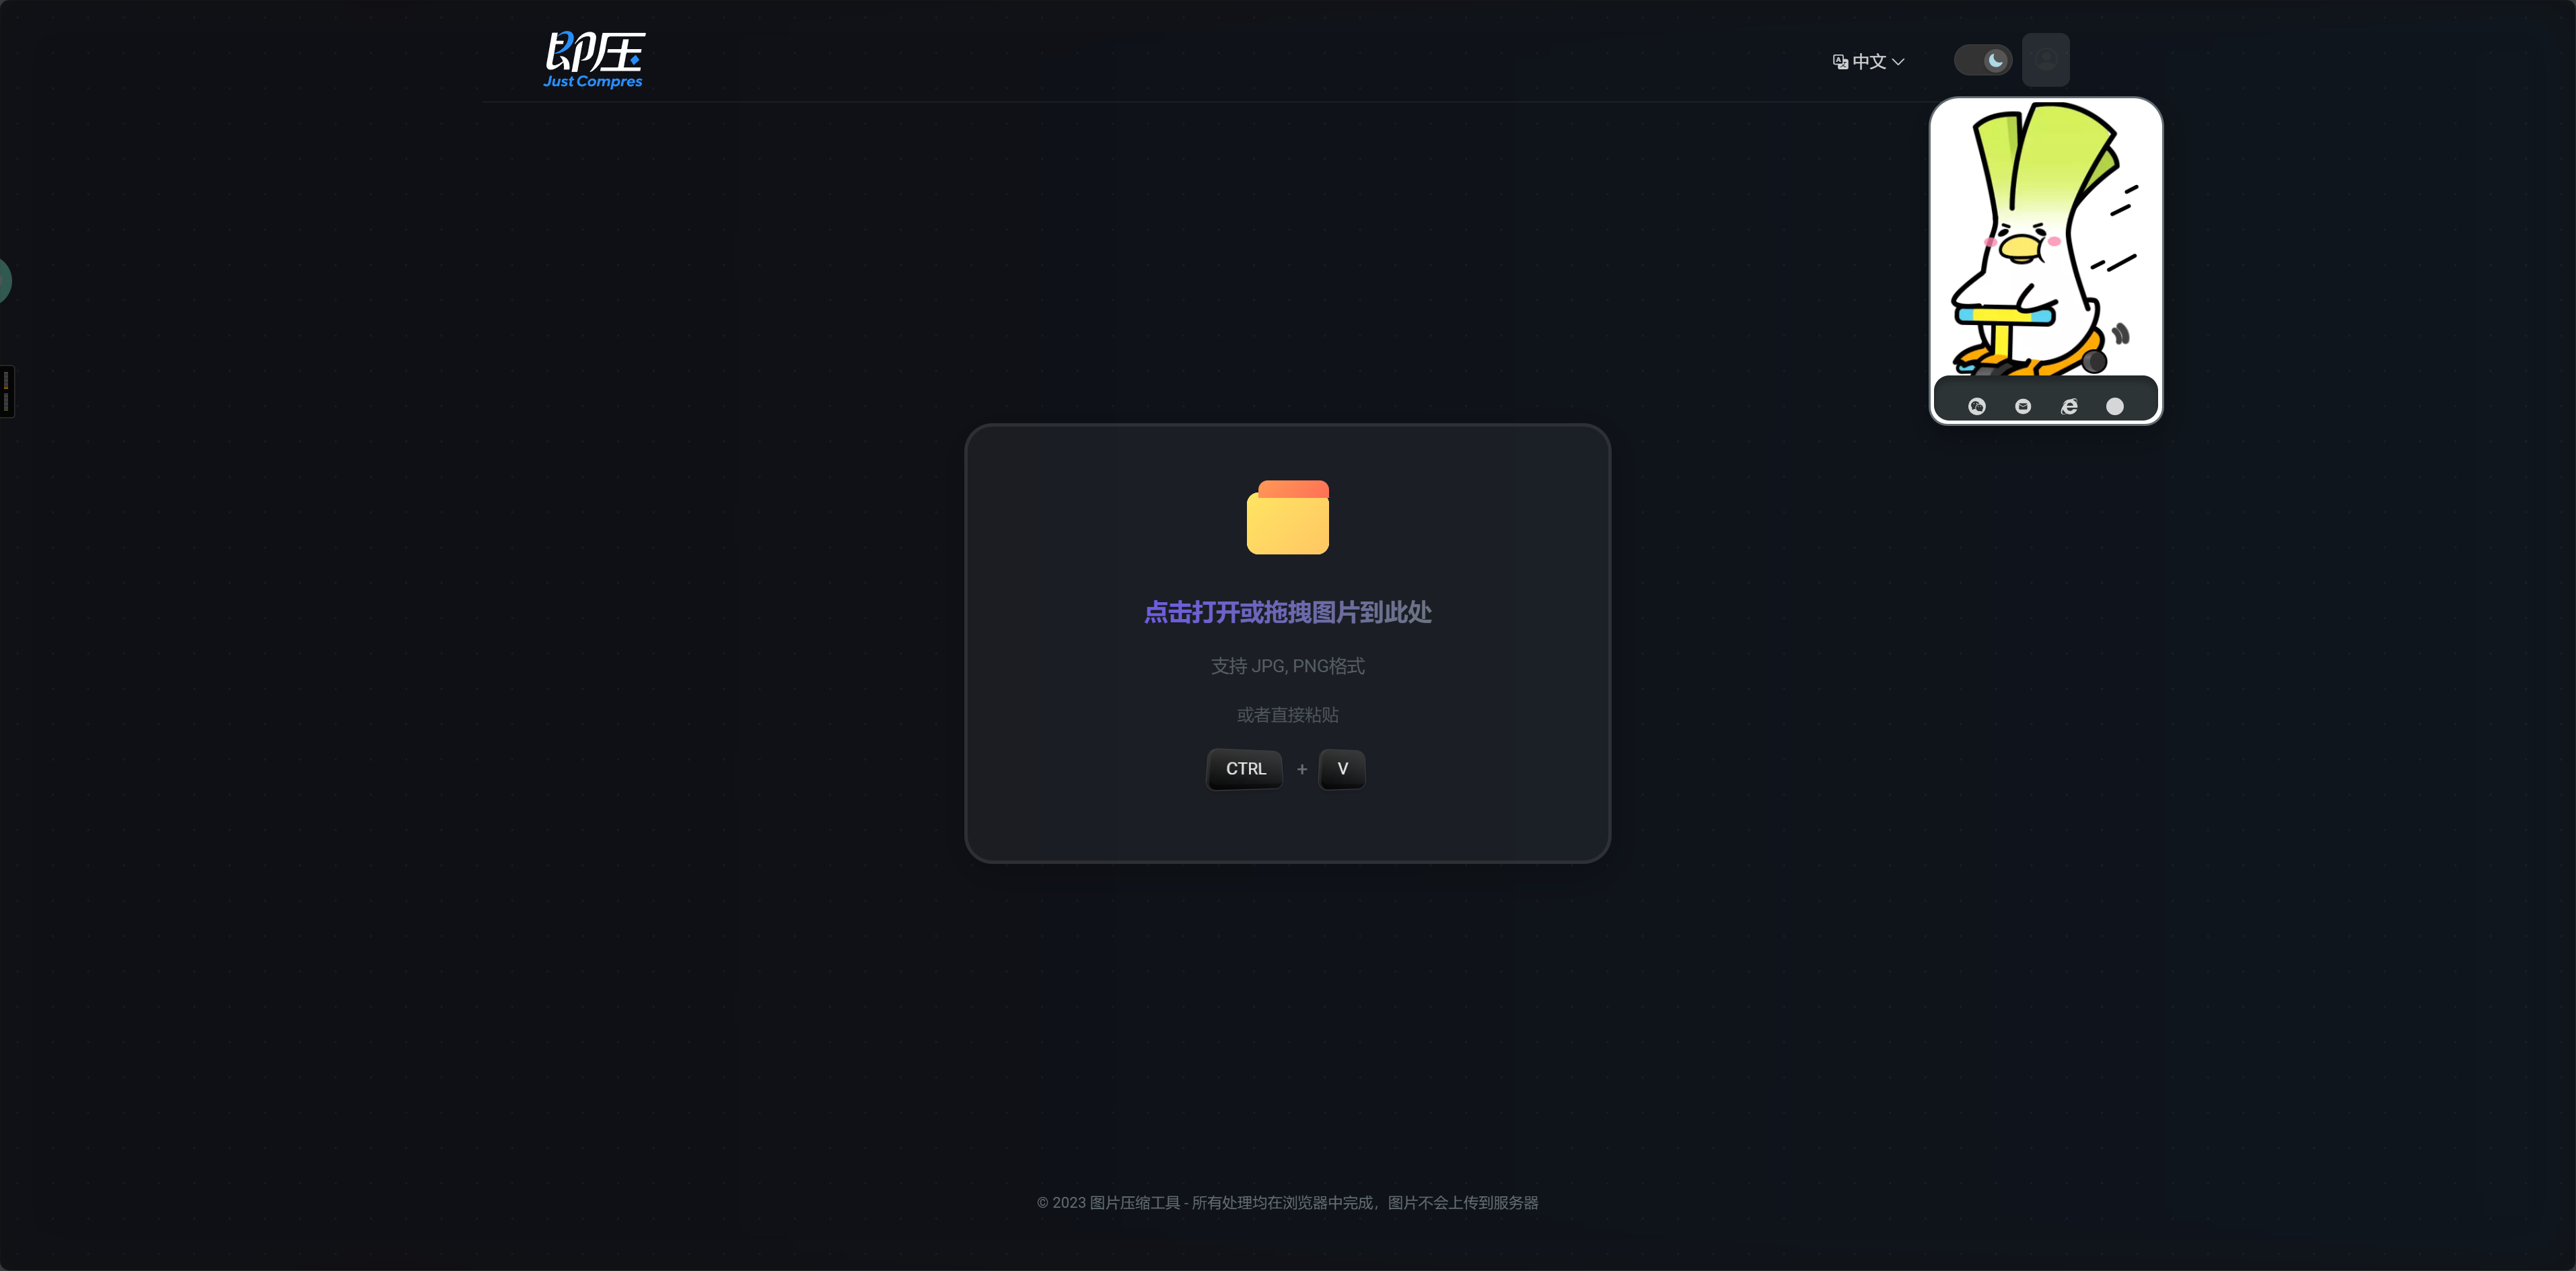 即压
Just Compres
中文
点击打开或拖拽图片到此处
支持 JPG, PNG格式
或者直接粘贴
CTRL + V
© 2023 图片压缩工具 - 所有处理均在浏览器中完成，图片不会上传到服务器